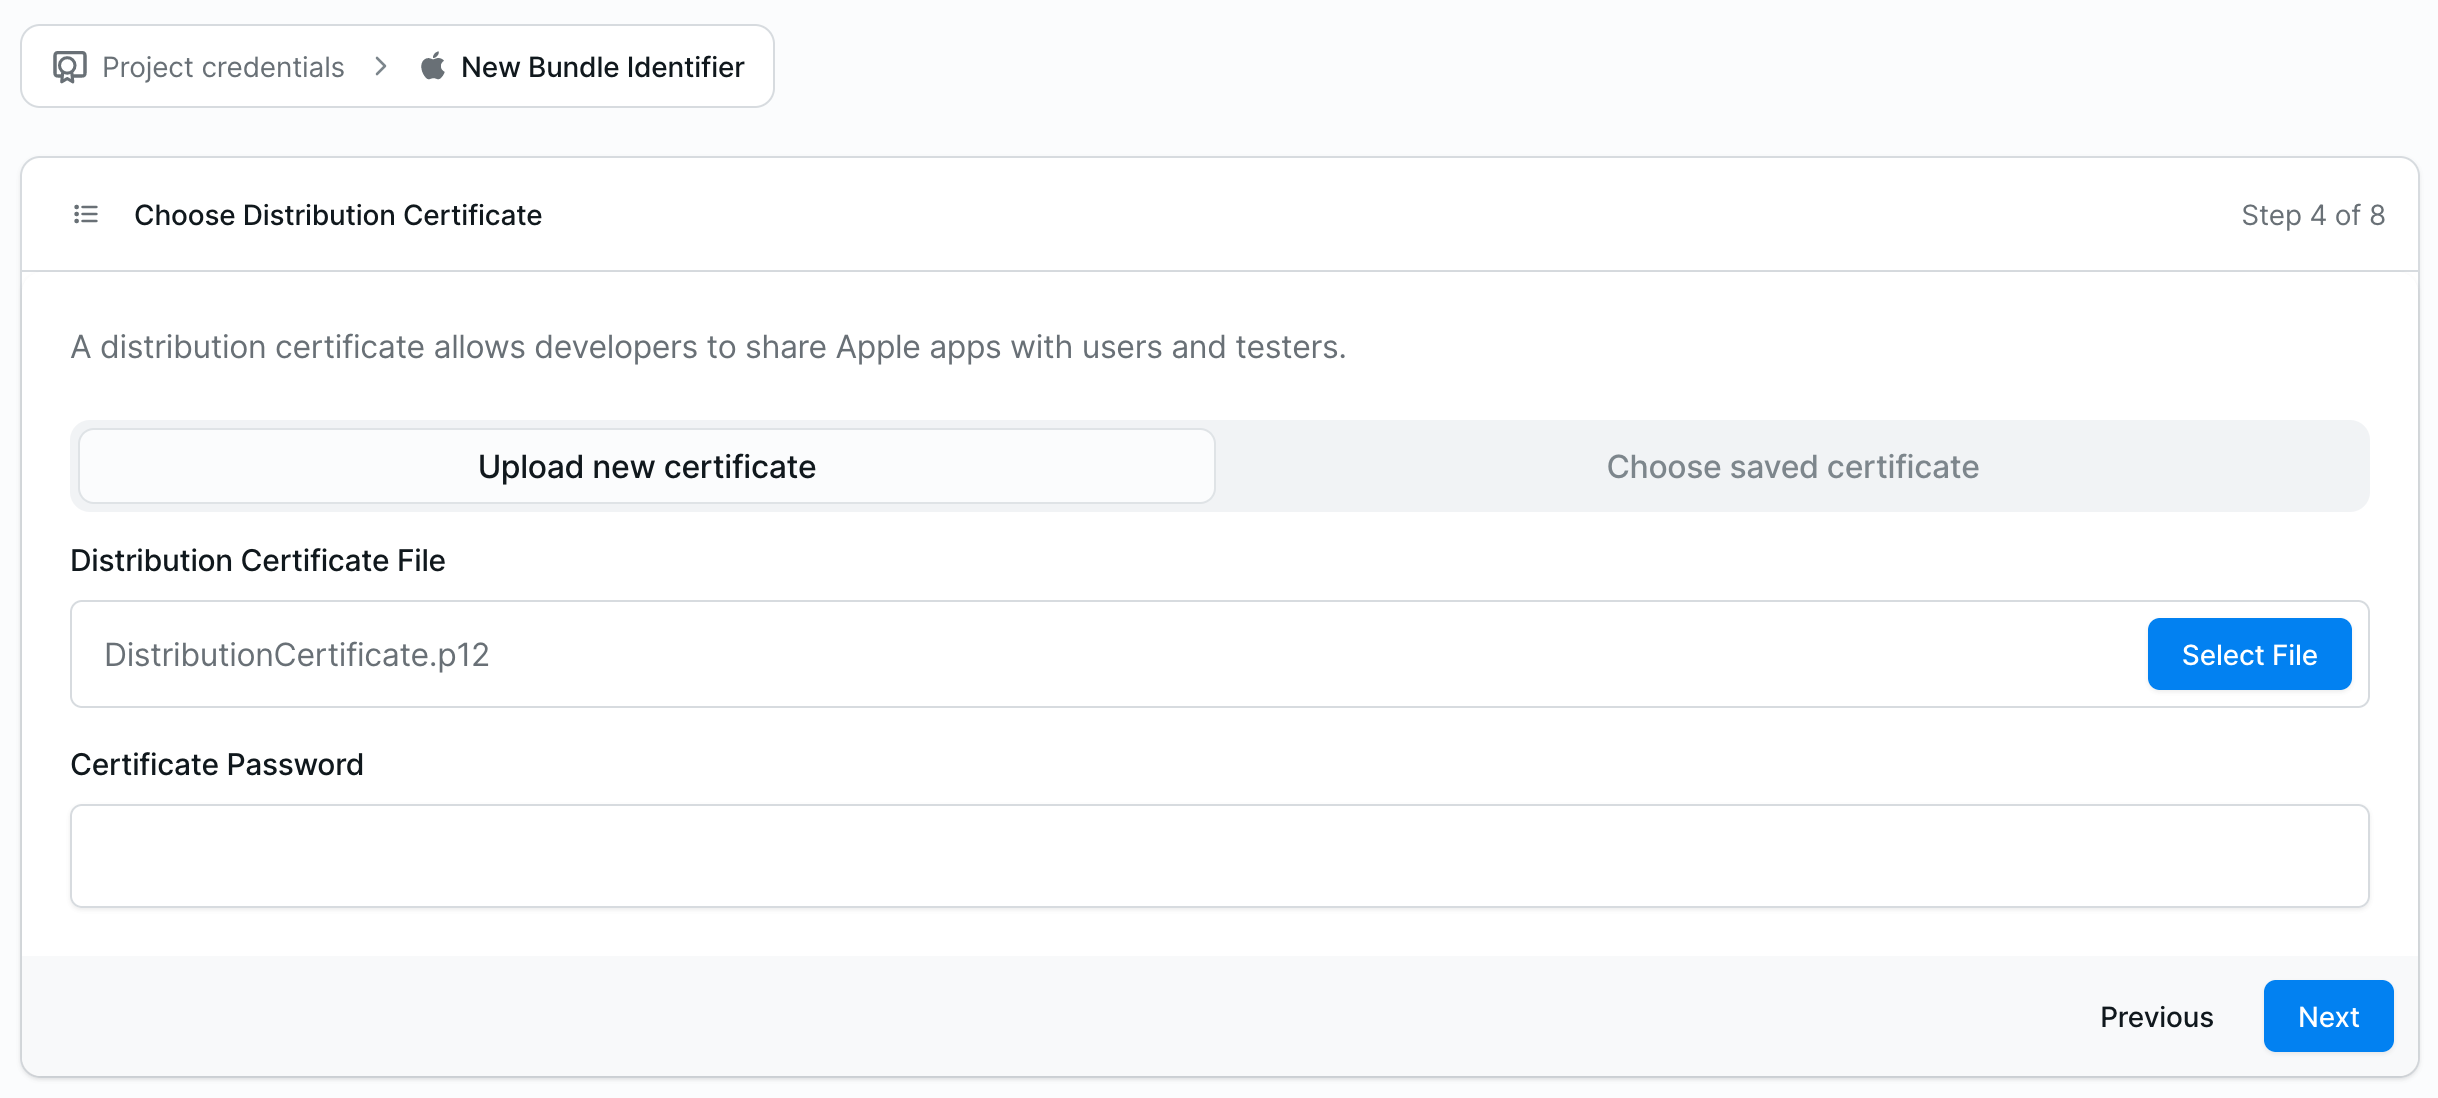 Project credentials > New Bundle Identifier
Choose Distribution Certificate
Step 4 of 8
A distribution certificate allows developers to share Apple apps with users and testers.
Upload new certificate
Choose saved certificate
Distribution Certificate File
DistributionCertificate.p12
Select File
Certificate Password
Previous
Next